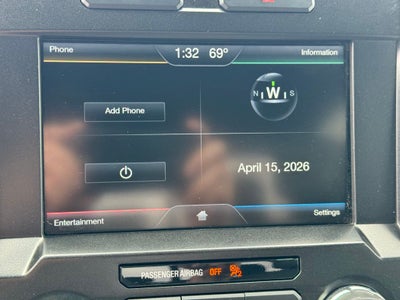 Phone
1:32 69°
Information
Add Phone
N W S
April 15, 2026
Entertainment
Settings
PASSENGER AIRBAG OFF